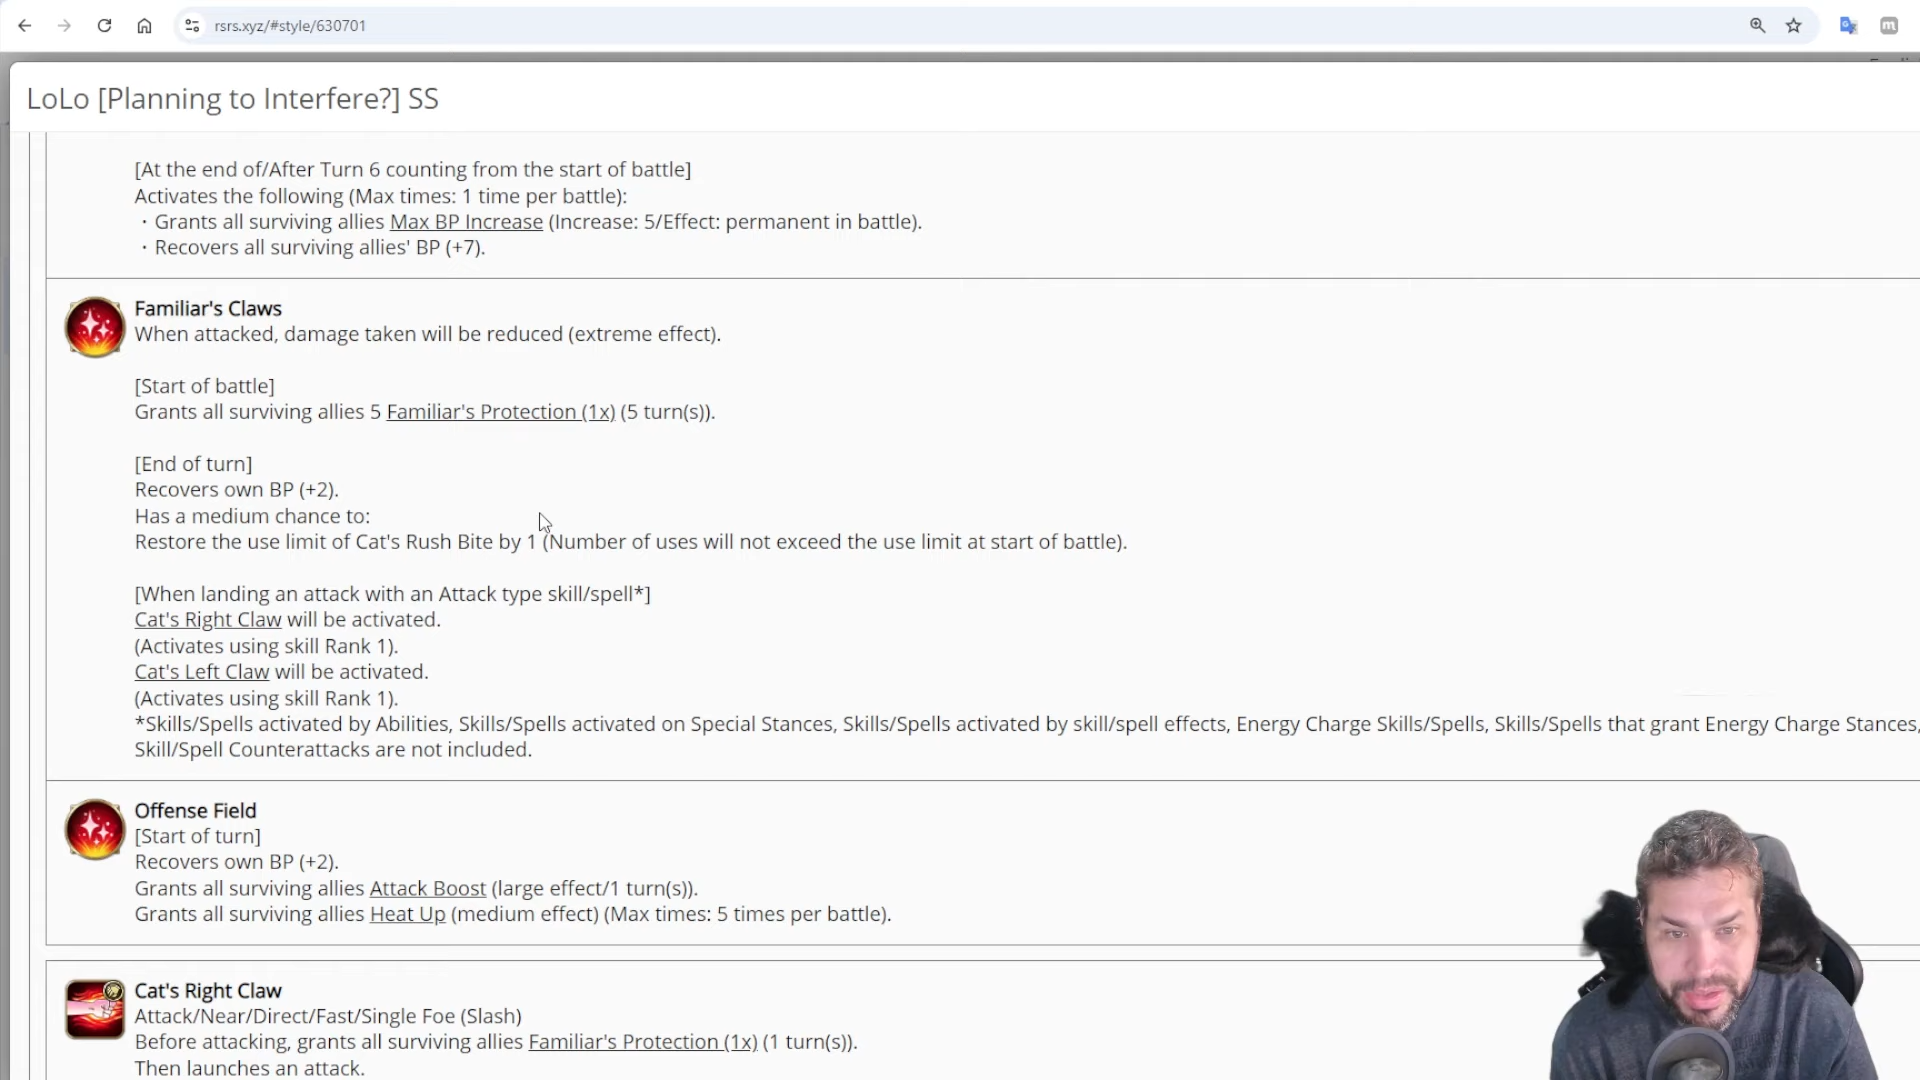 rsrs.xyz/#style/630701
LoLo [Planning to Interfere?] SS
[At the end of/After Turn 6 counting from the start of battle]
Activates the following (Max times: 1 time per battle):
・Grants all surviving allies Max BP Increase (Increase: 5/Effect: permanent in battle).
・Recovers all surviving allies' BP (+7).
Familiar's Claws
When attacked, damage taken will be reduced (extreme effect).
[Start of battle]
Grants all surviving allies 5 Familiar's Protection (1x) (5 turn(s)).
[End of turn]
Recovers own BP (+2).
Has a medium chance to:
Restore the use limit of Cat's Rush Bite by 1 (Number of uses will not exceed the use limit at start of battle).
[When landing an attack with an Attack type skill/spell*]
Cat's Right Claw will be activated.
(Activates using skill Rank 1).
Cat's Left Claw will be activated.
(Activates using skill Rank 1).
*Skills/Spells activated by Abilities, Skills/Spells activated on Special Stances, Skills/Spells activated by skill/spell effects, Energy Charge Skills/Spells, Skills/Spells that grant Energy Charge Stances,
Skill/Spell Counterattacks are not included.
Offense Field
[Start of turn]
Recovers own BP (+2).
Grants all surviving allies Attack Boost (large effect/1 turn(s)).
Grants all surviving allies Heat Up (medium effect) (Max times: 5 times per battle).
Cat's Right Claw
Attack/Near/Direct/Fast/Single Foe (Slash)
Before attacking, grants all surviving allies Familiar's Protection (1x) (1 turn(s)).
Then launches an attack.